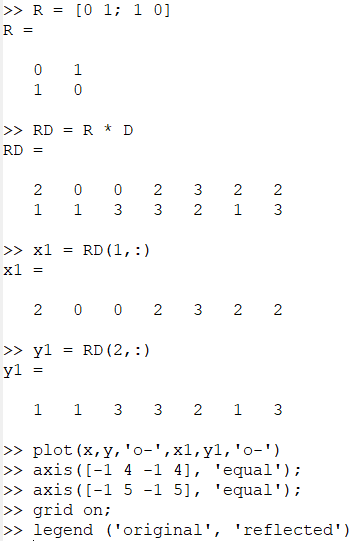 >> R = [0 1; 1 0]
R =
0 1
1 0
>> RD = R * D
RD =
2 0 0 2 3 2 2
1 1 3 3 2 1 3
>> x1 = RD(1,:)
x1 =
2 0 0 2 3 2 2
>> y1 = RD(2,:)
y1 =
1 1 3 3 2 1 3
>> plot(x,y,'o-',x1,y1,'o-')
>> axis([-1 4 -1 4], 'equal');
>> axis([-1 5 -1 5], 'equal');
>> grid on;
>> legend ('original', 'reflected')